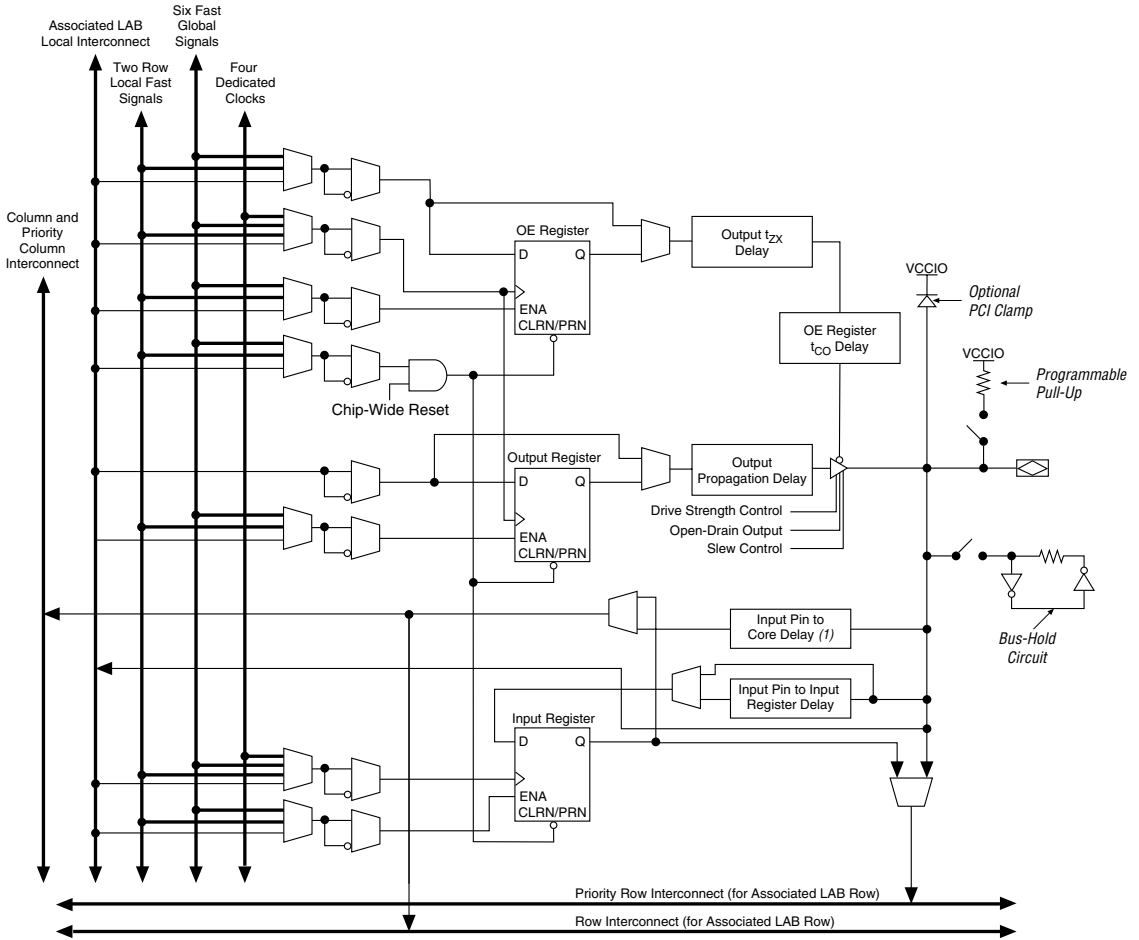 Six Fast
Global
Signals
Associated LAB
Local Interconnect
Two Row
Local Fast
Signals
Four
Dedicated
Clocks
Column and
Priority
Column
Interconnect
OE Register
D Q
ENA
CLRN/PRN
Output tZX
Delay
VCCIO
Optional
PCI Clamp
OE Register
tCO Delay
VCCIO
Programmable
Pull-Up
Chip-Wide Reset
Output Register
D Q
ENA
CLRN/PRN
Output
Propagation Delay
Drive Strength Control
Open-Drain Output
Slew Control
Input Pin to
Core Delay (1)
Bus-Hold
Circuit
Input Pin to Input
Register Delay
Input Register
D Q
ENA
CLRN/PRN
Priority Row Interconnect (for Associated LAB Row)
Row Interconnect (for Associated LAB Row)